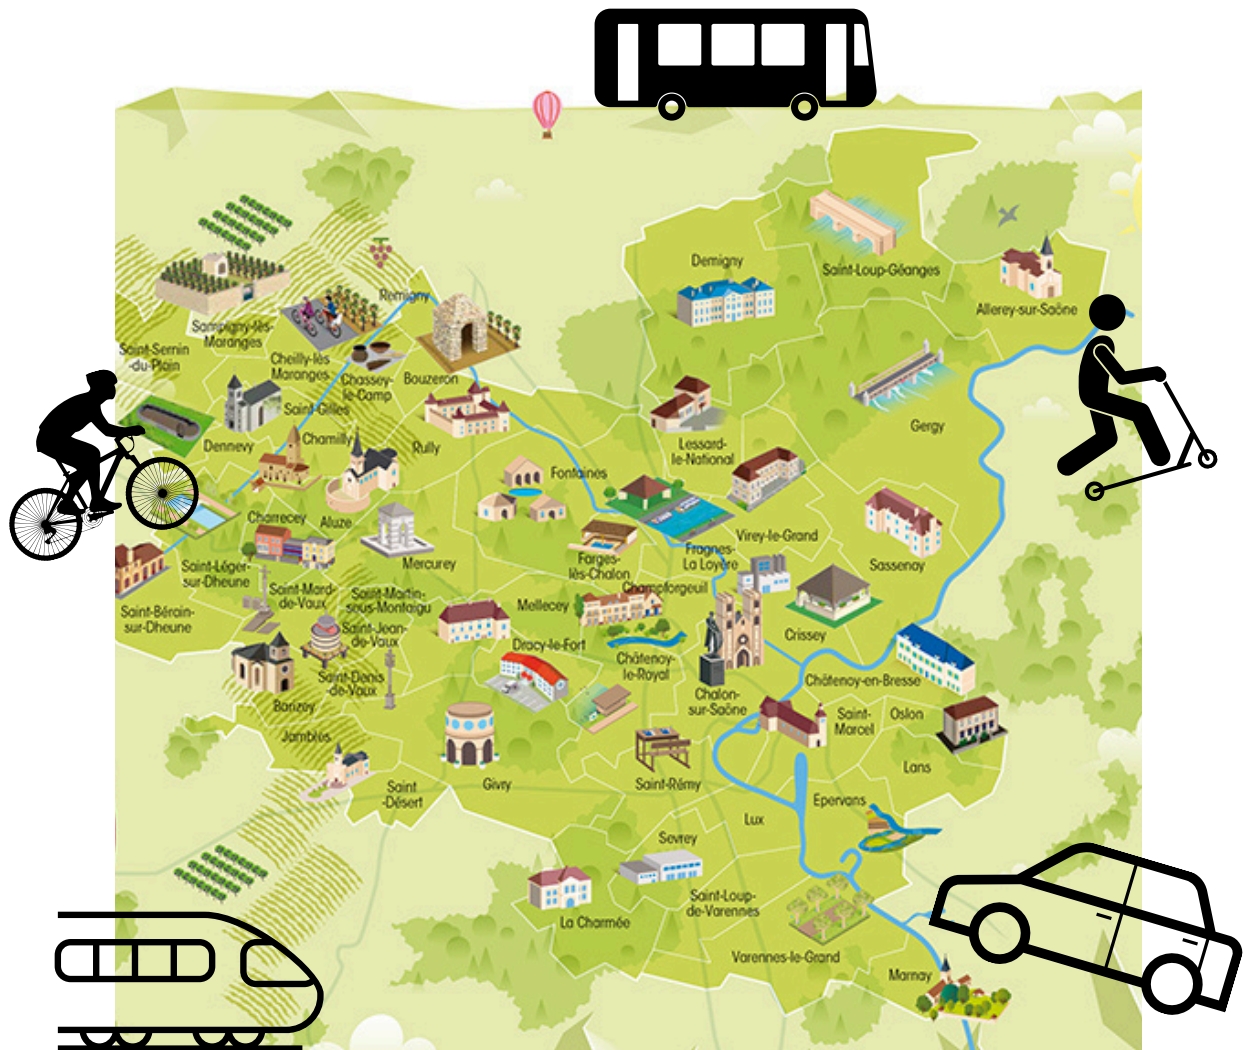 Demigny
Saint-Loup-Géanges
Allerey-sur-Saône
Remigny
Sampigny-lès-
Maranges
Saint-Sernin
-du-Plain
Cheilly-lès
Maranges
Chassey-
le-Camp
Bouzeron
Saint-Gilles
Dennevy
Chamilly
Rully
Lessard-
le-National
Gergy
Fontaines
Charrecey
Aluze
Mercurey
Farges-
lès-Chalon
Fragnes-
La Loyère
Virey-le-Grand
Sassenay
Saint-Léger-
sur-Dheune
Saint-Bérain-
sur-Dheune
Saint-Mard-
de-Vaux
Saint-Martin-
sous-Montaigu
Saint-Jean-
de-Vaux
Mellecey
Champforgeuil
Crissey
Dracy-le-Fort
Châtenoy-
le-Royal
Saint-Denis
-de-Vaux
Barizey
Chalon-
sur-Saône
Châtenoy-en-Bresse
Saint-
Marcel
Oslon
Jambles
Lans
Saint
-Désert
Givry
Saint-Rémy
Lux
Epervans
Sevrey
La Charmée
Saint-Loup-
de-Varennes
Varennes-le-Grand
Marnay